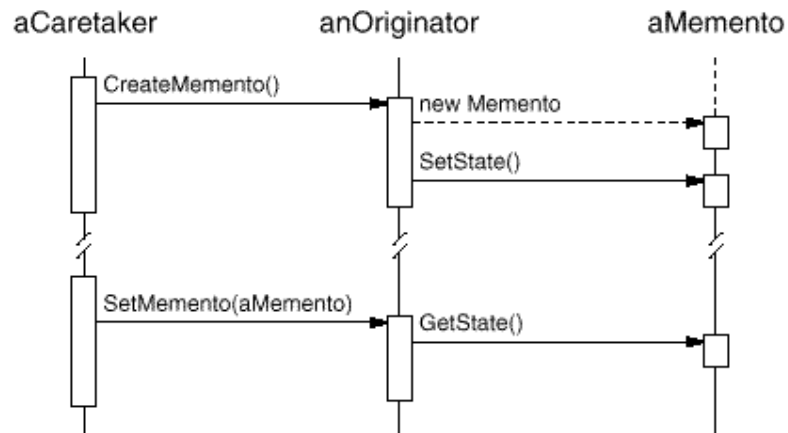 aCaretaker anOriginator aMemento
CreateMemento()
new Memento
SetState()
SetMemento(aMemento)
GetState()